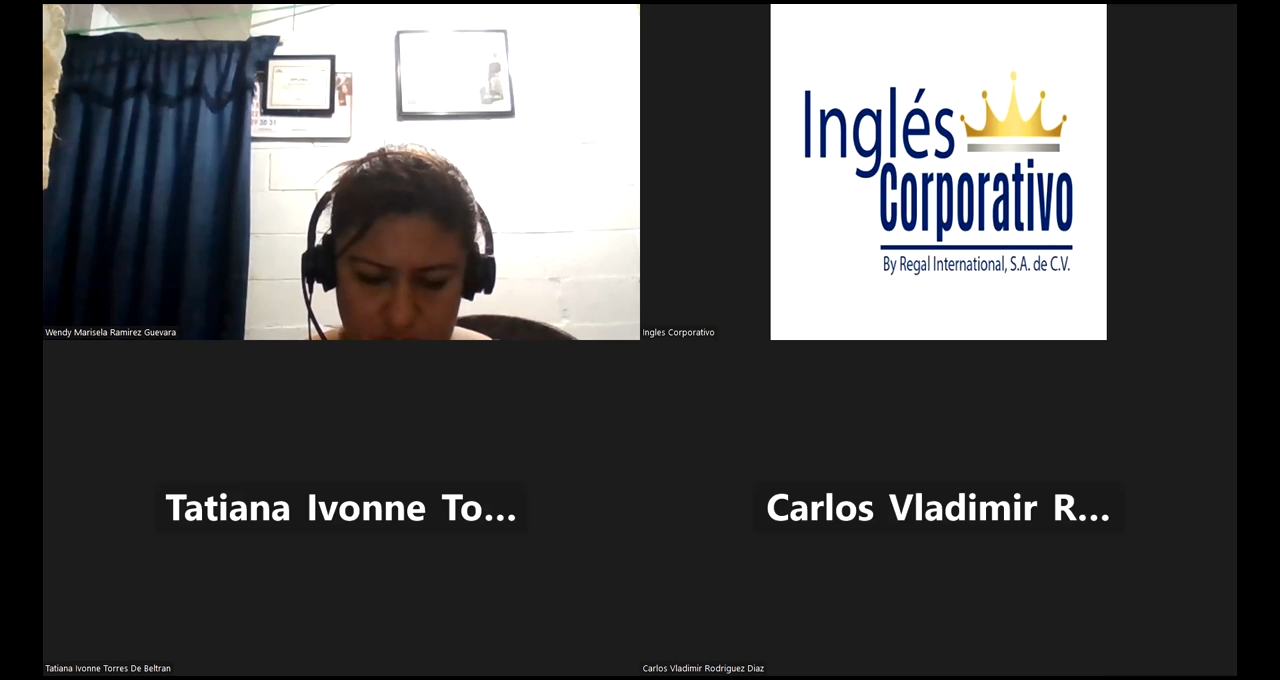 Inglés
Corporativo
By Regal International, S.A. de C.V.
Wendy Marisela Ramirez Guevara
Ingles Corporativo
Tatiana Ivonne To...
Carlos Vladimir R...
Tatiana Ivonne Torres De Beltran
Carlos Vladimir Rodriguez Diaz